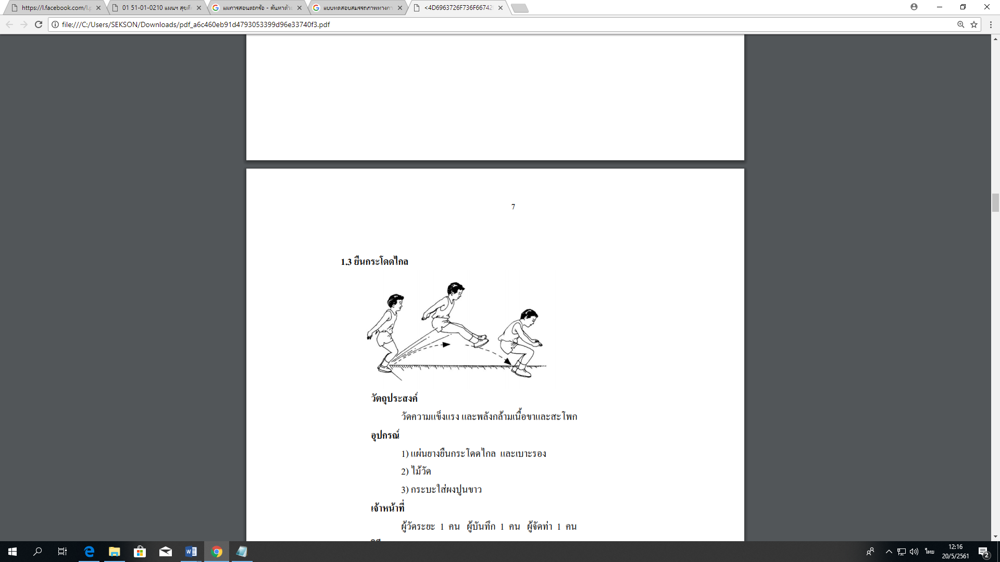 https://l.facebook.com/l.p
01 51-01-0210 แผนฯ สุขศึ
แผการสอนตะกร้อ - ค้นหาด้วย
แบบทดสอบสมรรถภาพทางกา
<4D6963726F736F66742
file:///C:/Users/SEKSON/Downloads/pdf_a6c460eb91d4793053399d96e33740f3.pdf
7
1.3 ยืนกระโดดไกล
วัตถุประสงค์
วัดความแข็งแรง และพลังกล้ามเนื้อขาและสะโพก
อุปกรณ์
1) แผ่นยางยืนกระโดดไกล และเบาะรอง
2) ไม้วัด
3) กระบะใส่ผงปูนขาว
เจ้าหน้าที่
ผู้วัดระยะ 1 คน ผู้บันทึก 1 คน ผู้จัดท่า 1 คน
ไทย
12:16
20/5/2561
2